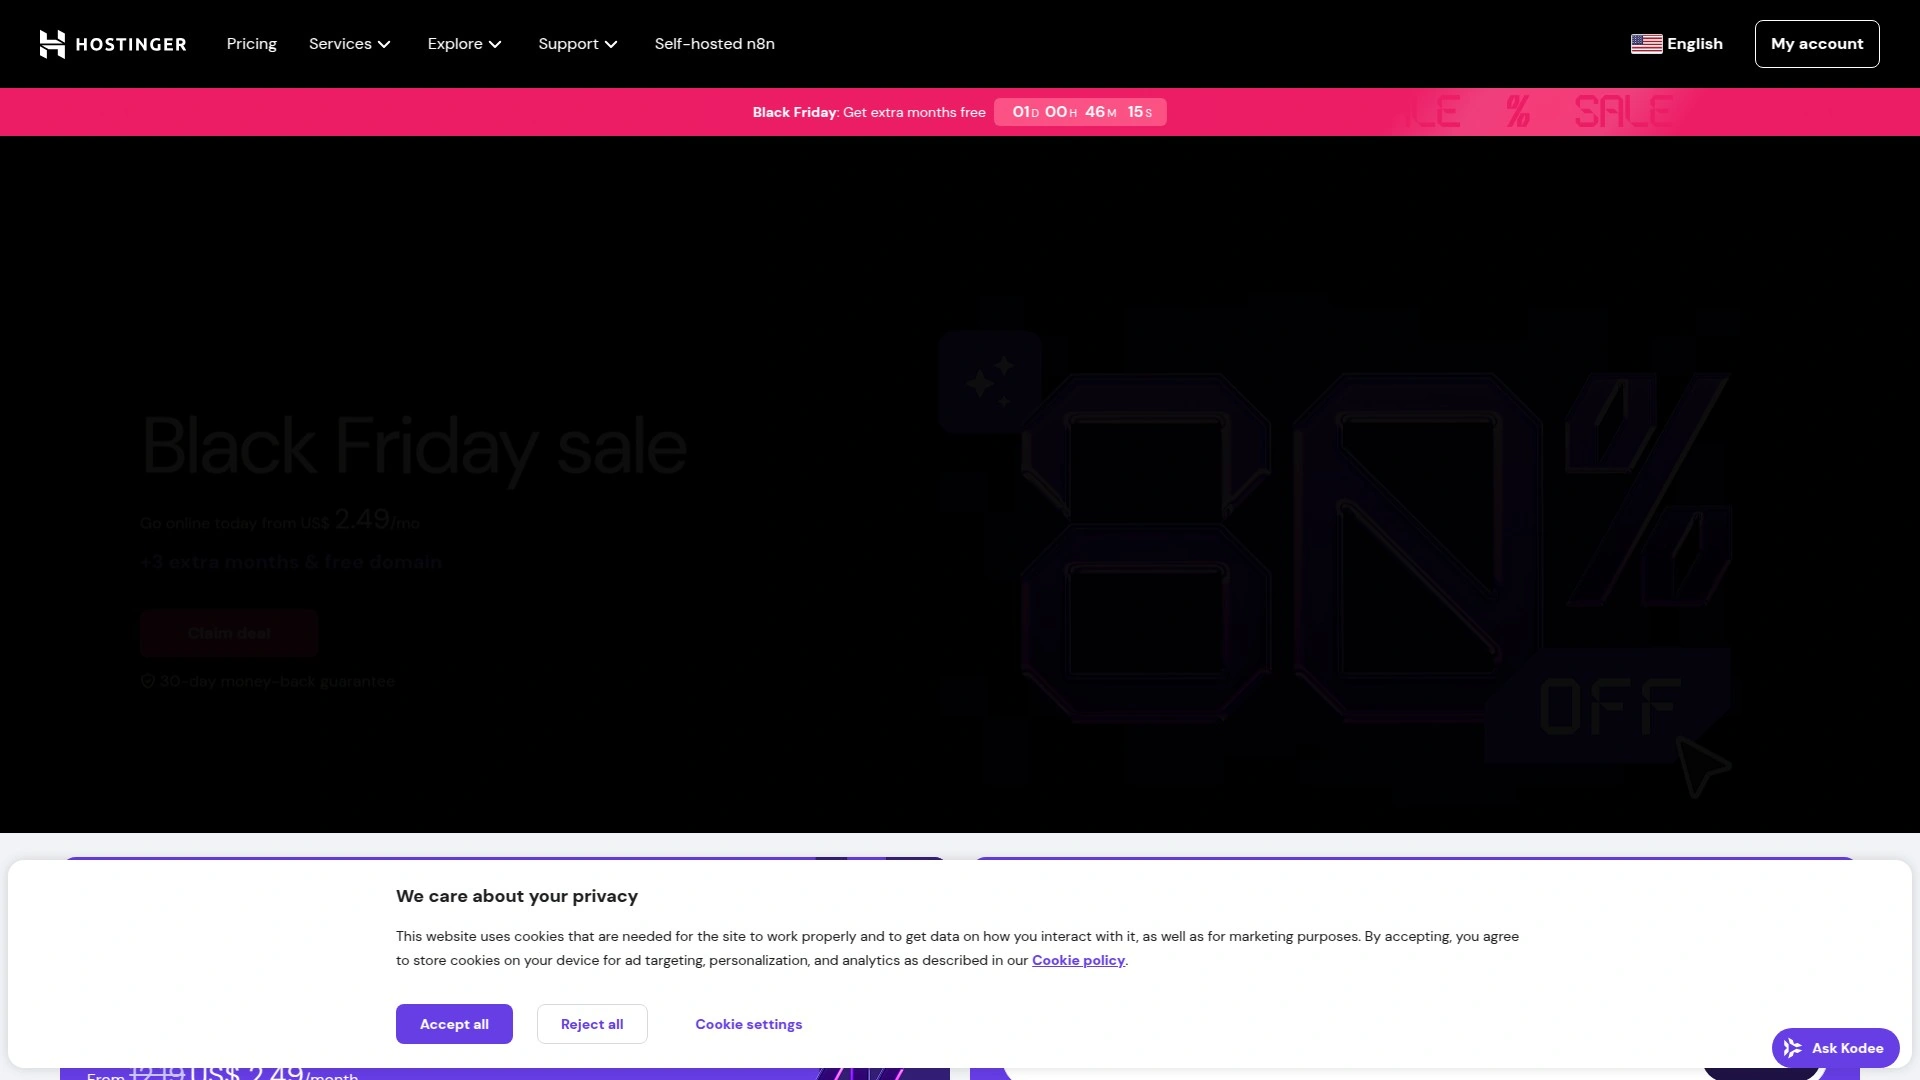 HOSTINGER
Pricing
Services
Explore
Support
Self-hosted n8n
English
My account
Black Friday: Get extra months free 01D 00H 46M 15S
LE % SALE
Black Friday sale
Go online today from US$ 2.49/mo
+3 extra months & free domain
Claim deal
30-day money-back guarantee
80%
OFF
We care about your privacy
This website uses cookies that are needed for the site to work properly and to get data on how you interact with it, as well as for marketing purposes. By accepting, you agree
to store cookies on your device for ad targeting, personalization, and analytics as described in our Cookie policy.
Accept all
Reject all
Cookie settings
Ask Kodee
From 12.19 US$ 2.49/month